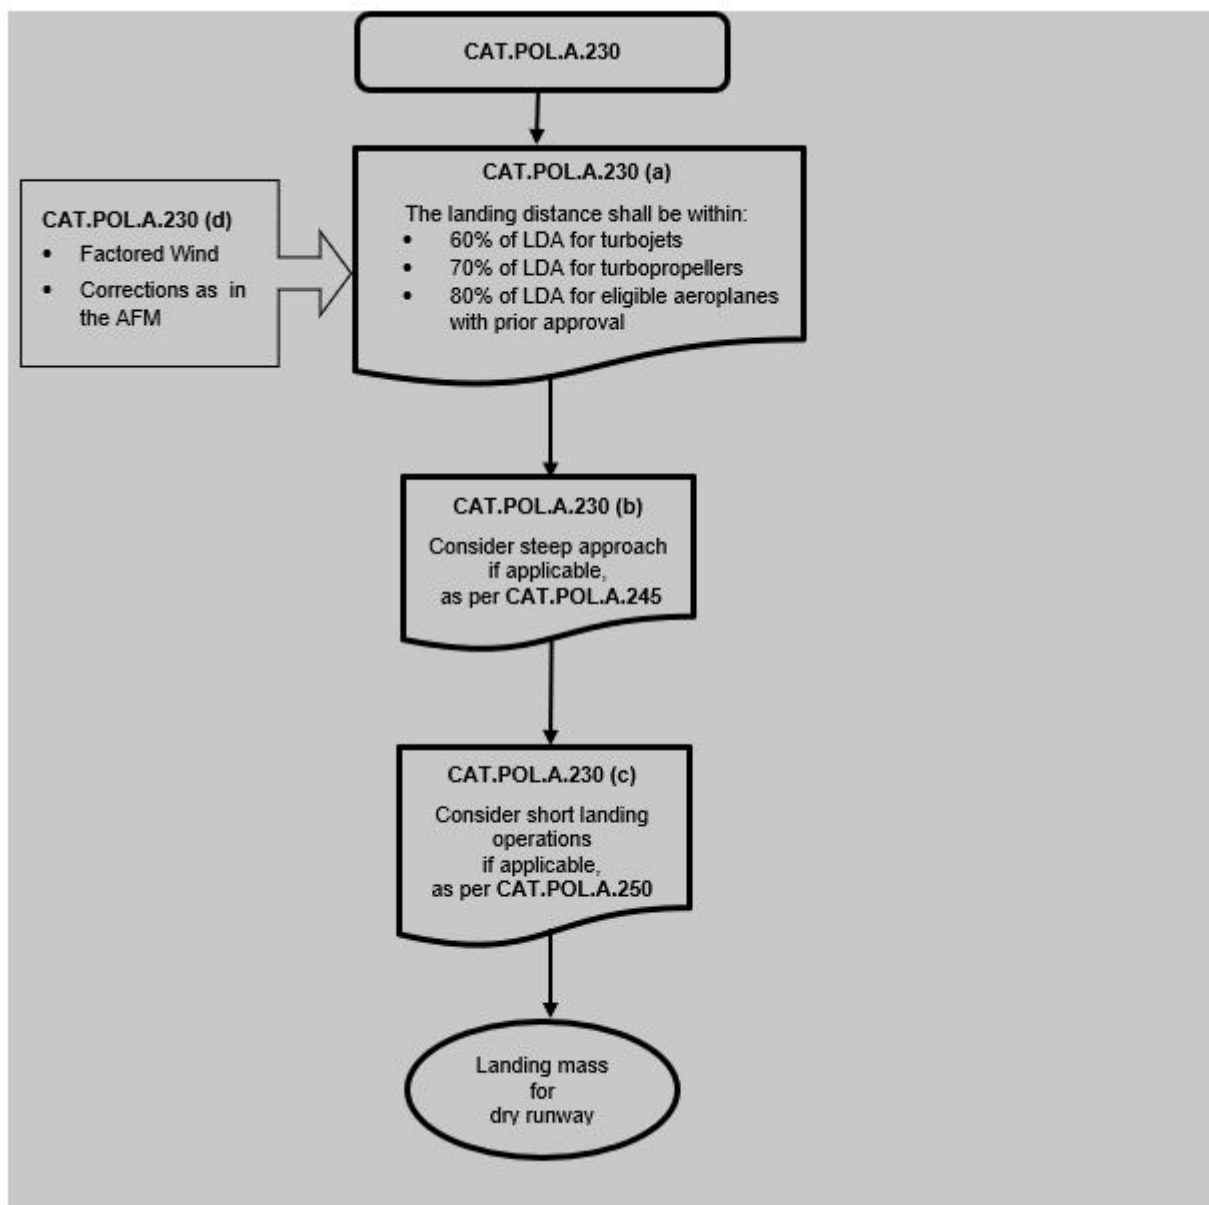 CAT.POL.A.230
CAT.POL.A.230 (a)
The landing distance shall be within:
• 60% of LDA for turbojets
• 70% of LDA for turbopropellers
• 80% of LDA for eligible aeroplanes
with prior approval
CAT.POL.A.230 (d)
• Factored Wind
• Corrections as in
the AFM
CAT.POL.A.230 (b)
Consider steep approach
if applicable,
as per CAT.POL.A.245
CAT.POL.A.230 (c)
Consider short landing
operations
if applicable,
as per CAT.POL.A.250
Landing mass
for
dry runway